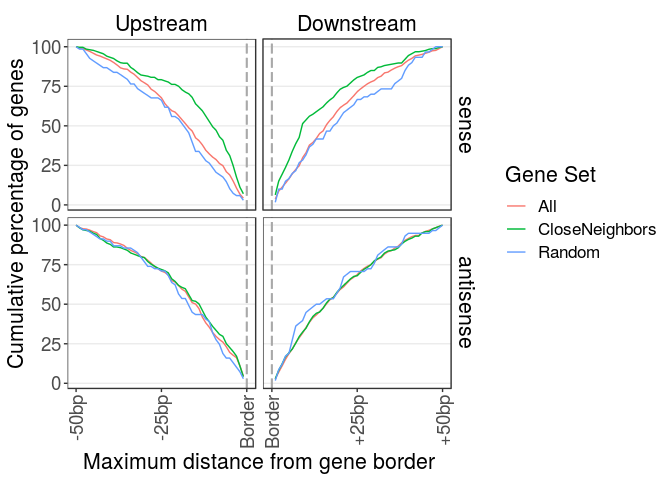 Upstream Downstream
100
75
50
25
0
sense
100
75
50
25
0
antisense
Cumulative percentage of genes
-50bp -25bp Border Border +25bp +50bp
Maximum distance from gene border
Gene Set
All
CloseNeighbors
Random